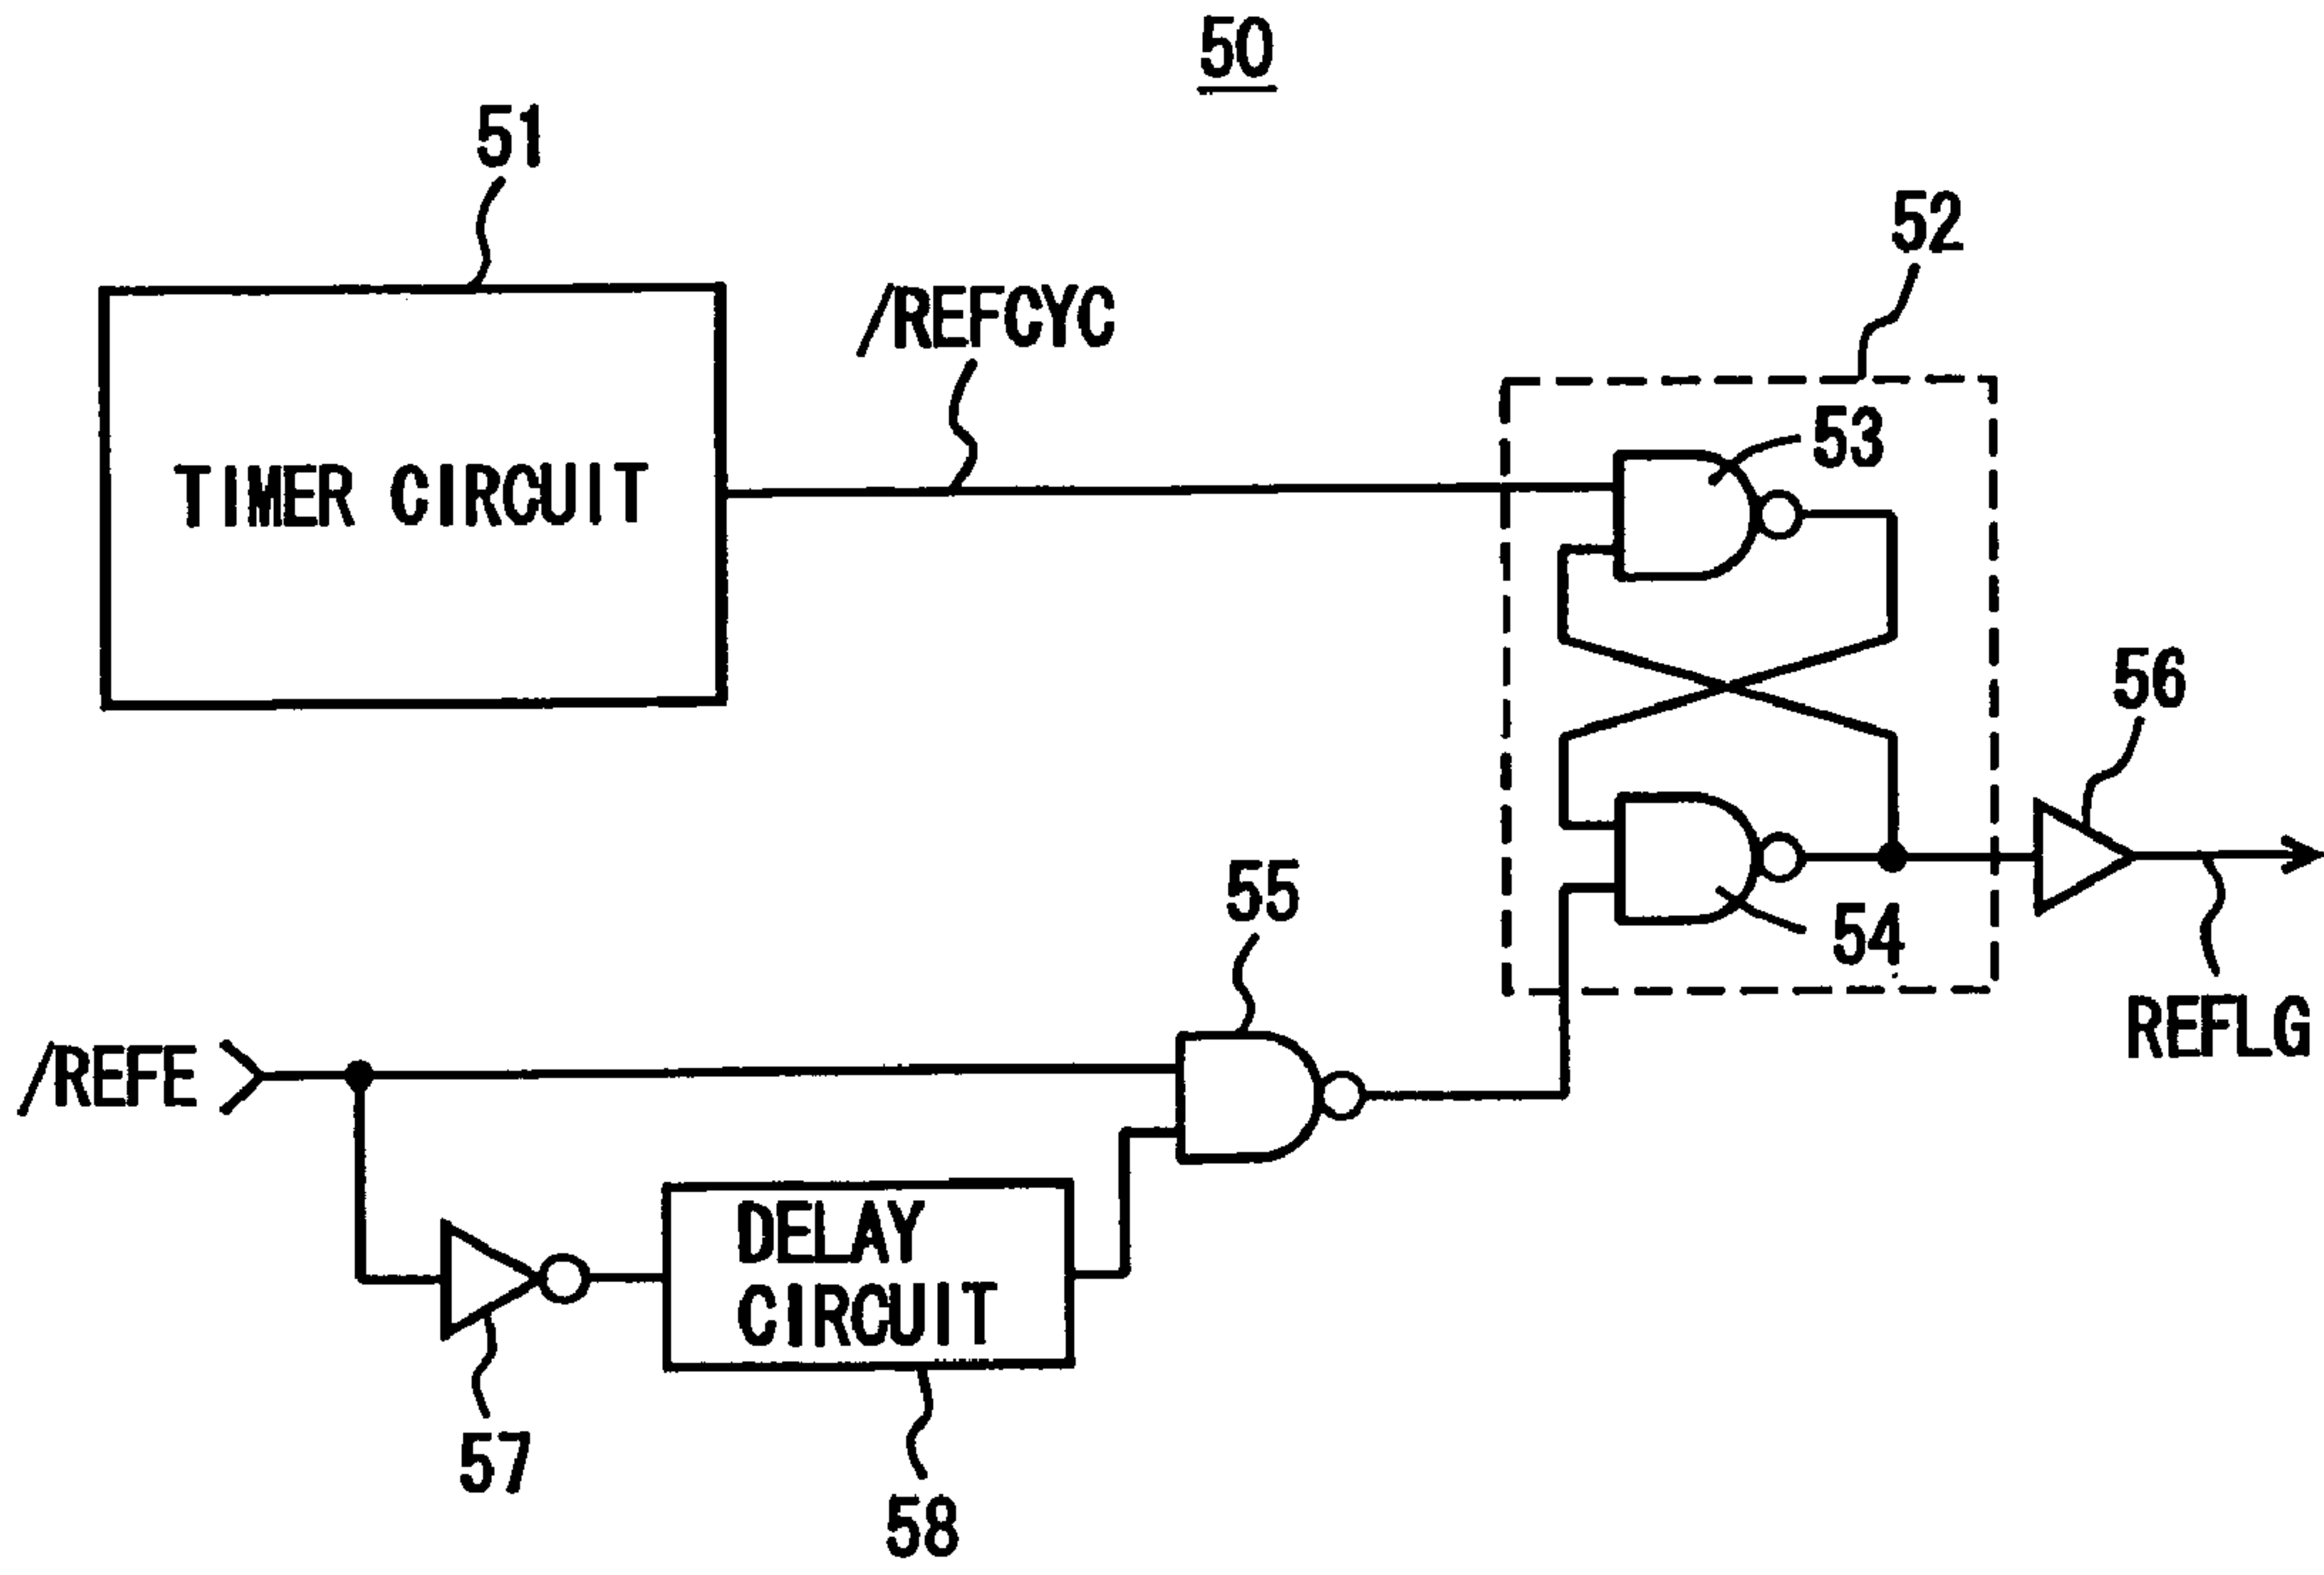 50
51
52
/REFCYC
53
TIMER CIRCUIT
56
55
54
REFLG
/REFE
DELAY
CIRCUIT
57
58